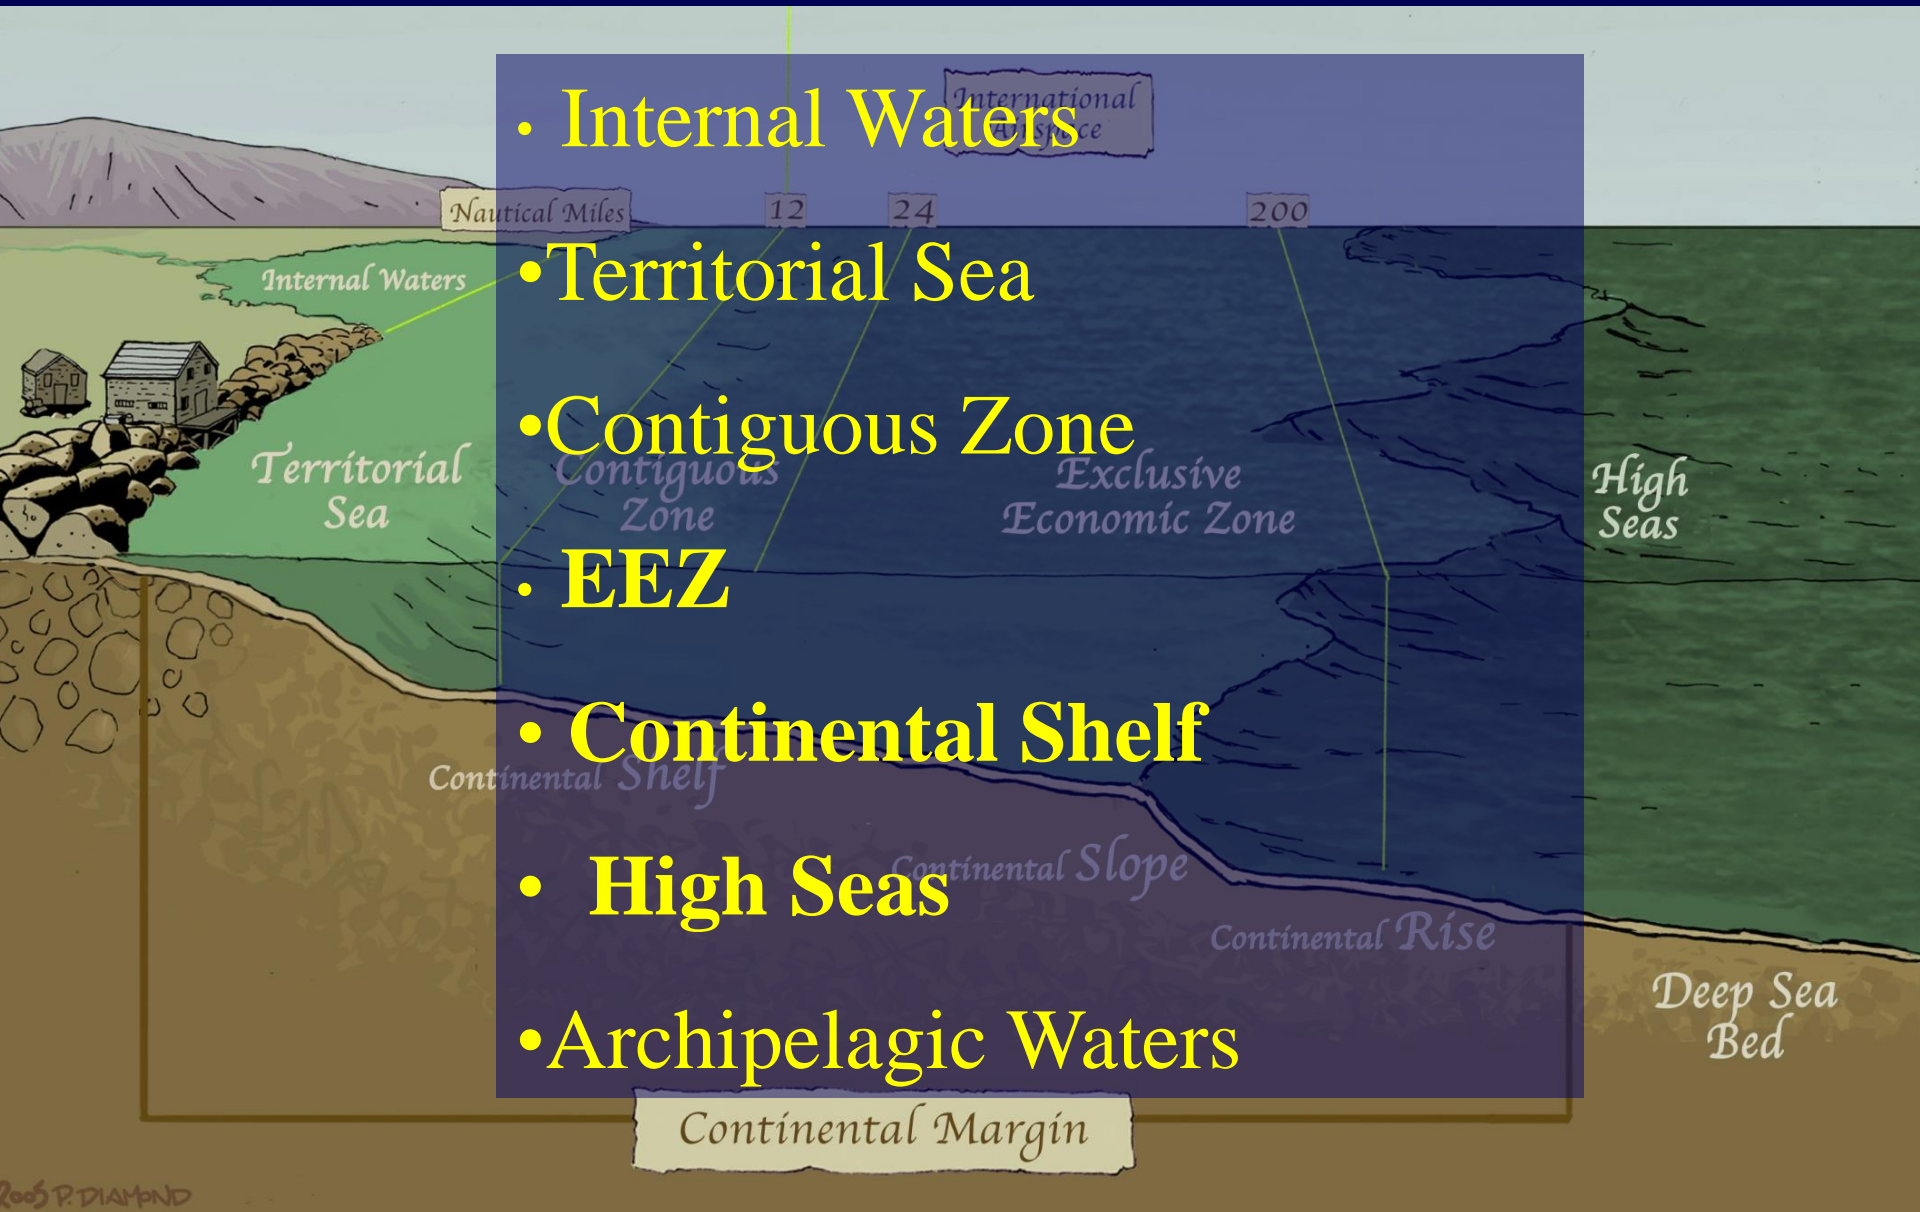 • Internal Waters
International
Airspace
Nautical Miles
12
24
200
•Territorial Sea
Internal Waters
•Contiguous Zone
Territorial
Sea
Contiguous
Zone
Exclusive
Economic Zone
High
Seas
• EEZ
• Continental Shelf
Continental Shelf
• High Seas
Continental Slope
Continental Rise
Deep Sea
Bed
•Archipelagic Waters
Continental Margin
2005 P. DIAMOND